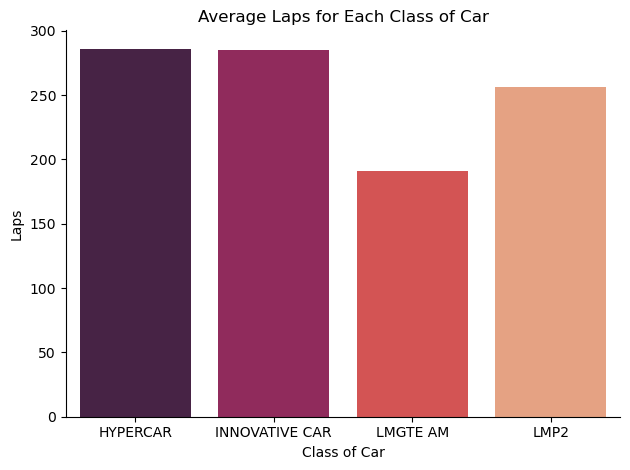 Average Laps for Each Class of Car
300
250
200
150
100
50
0
Laps
HYPERCAR INNOVATIVE CAR LMGTE AM LMP2
Class of Car